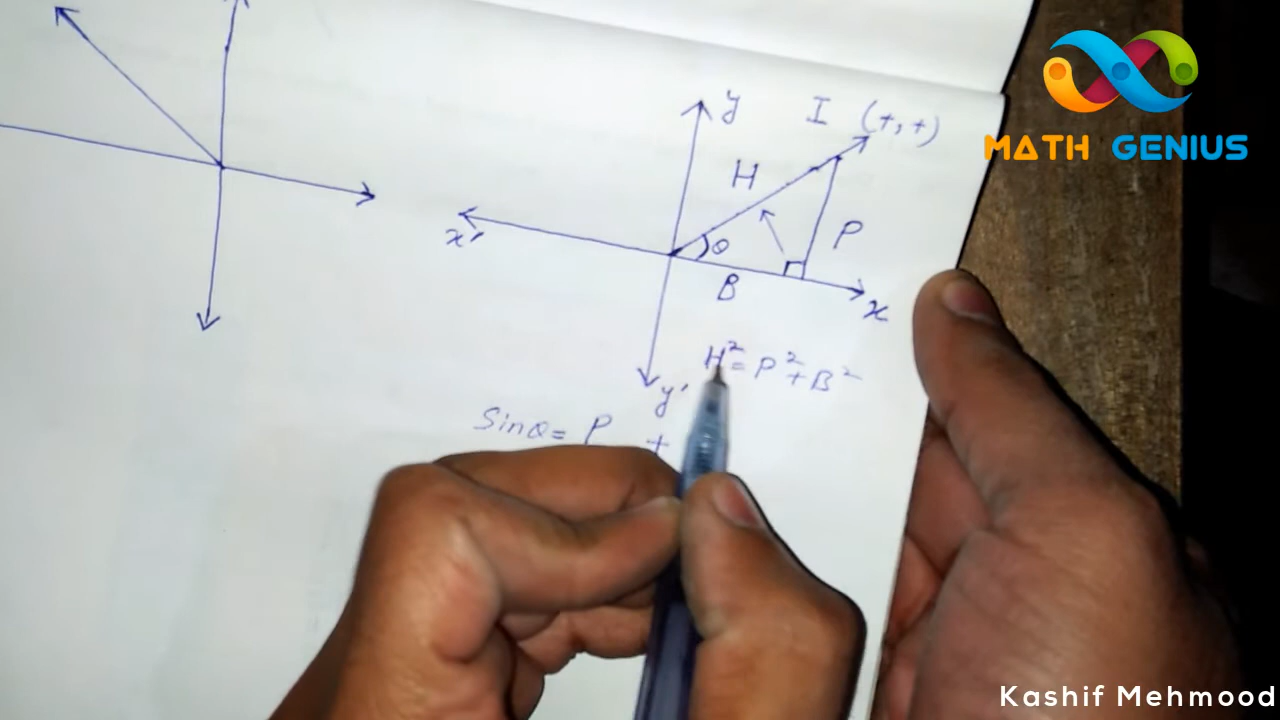 y
I (+,+)
MATH GENIUS
H
θ
P
x'
B
x
H²= P²+B²
y'
Sinθ= P
+
Kashif Mehmood